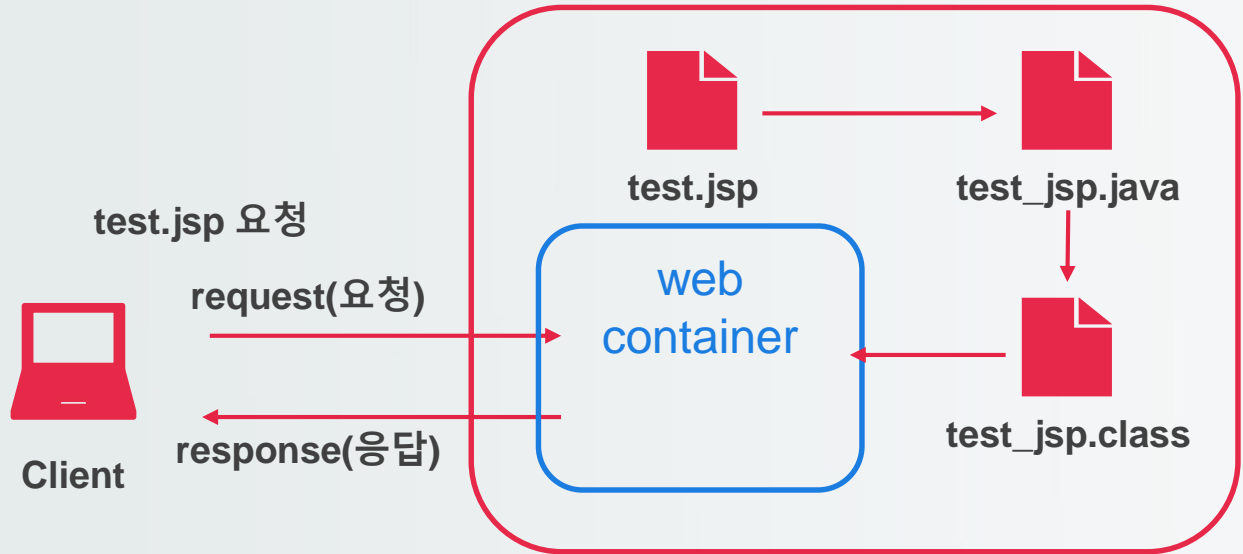 test.jsp
test_jsp.java
test.jsp 요청
request(요청)
web
container
test_jsp.class
response(응답)
Client